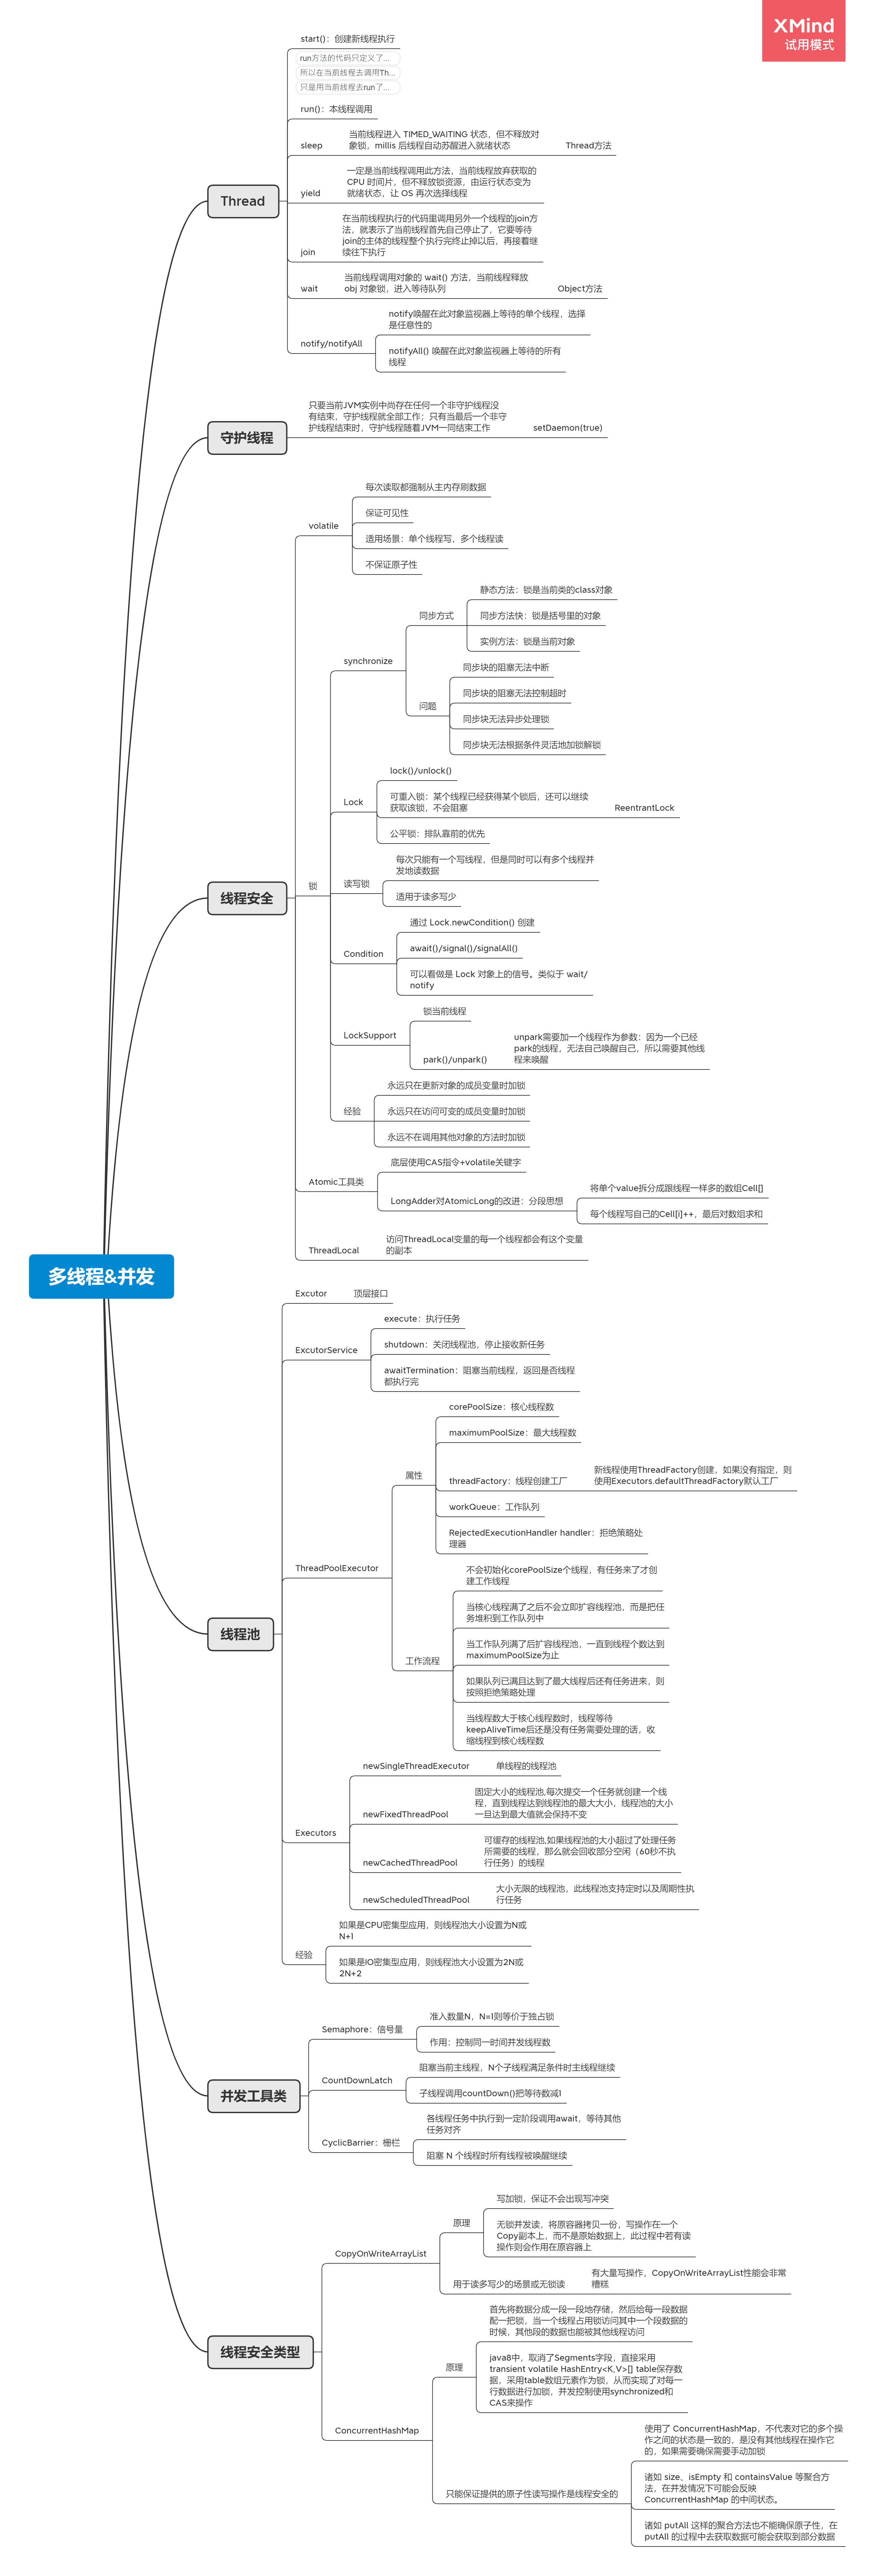 XMind
试用模式
多线程&并发
Thread
start()：创建新线程执行
run方法的代码只定义了...
所以在当前线程去调用Th...
只是用当前线程去run了...
run()：本线程调用
sleep
当前线程进入 TIMED_WAITING 状态，但不释放对
象锁，millis 后线程自动苏醒进入就绪状态
Thread方法
yield
一定是当前线程调用此方法，当前线程放弃获取的
CPU 时间片，但不释放锁资源，由运行状态变为
就绪状态，让 OS 再次选择线程
join
在当前线程执行的代码里调用另外一个线程的join方
法，就表示了当前线程首先自己停止了，它要等待
join的主体的线程整个执行完终止掉以后，再接着继
续往下执行
wait
当前线程调用对象的 wait() 方法，当前线程释放
obj 对象锁，进入等待队列
Object方法
notify/notifyAll
notify唤醒在此对象监视器上等待的单个线程，选择
是任意性的
notifyAll() 唤醒在此对象监视器上等待的所有
线程
守护线程
只要当前JVM实例中尚存在任何一个非守护线程没
有结束，守护线程就全部工作；只有当最后一个非守
护线程结束时，守护线程随着JVM一同结束工作
setDaemon(true)
线程安全
volatile
每次读取都强制从主内存刷数据
保证可见性
适用场景：单个线程写，多个线程读
不保证原子性
锁
synchronize
同步方式
静态方法：锁是当前类的class对象
同步方法快：锁是括号里的对象
实例方法：锁是当前对象
问题
同步块的阻塞无法中断
同步块的阻塞无法控制超时
同步块无法异步处理锁
同步块无法根据条件灵活地加锁解锁
Lock
lock()/unlock()
可重入锁：某个线程已经获得某个锁后，还可以继续
获取该锁，不会阻塞
ReentrantLock
公平锁：排队靠前的优先
读写锁
每次只能有一个写线程，但是同时可以有多个线程并
发地读数据
适用于读多写少
Condition
通过 Lock.newCondition() 创建
await()/signal()/signalAll()
可以看做是 Lock 对象上的信号。类似于 wait/
notify
LockSupport
锁当前线程
park()/unpark()
unpark需要加一个线程作为参数：因为一个已经
park的线程，无法自己唤醒自己，所以需要其他线
程来唤醒
经验
永远只在更新对象的成员变量时加锁
永远只在访问可变的成员变量时加锁
永远不在调用其他对象的方法时加锁
Atomic工具类
底层使用CAS指令+volatile关键字
LongAdder对AtomicLong的改进：分段思想
将单个value拆分成跟线程一样多的数组Cell[]
每个线程写自己的Cell[i]++，最后对数组求和
ThreadLocal
访问ThreadLocal变量的每一个线程都会有这个变量
的副本
线程池
Excutor
顶层接口
ExcutorService
execute：执行任务
shutdown：关闭线程池，停止接收新任务
awaitTermination：阻塞当前线程，返回是否线程
都执行完
ThreadPoolExecutor
属性
corePoolSize：核心线程数
maximumPoolSize：最大线程数
threadFactory：线程创建工厂
新线程使用ThreadFactory创建，如果没有指定，则
使用Executors.defaultThreadFactory默认工厂
workQueue：工作队列
RejectedExecutionHandler handler：拒绝策略处
理器
工作流程
不会初始化corePoolSize个线程，有任务来了才创
建工作线程
当核心线程满了之后不会立即扩容线程池，而是把任
务堆积到工作队列中
当工作队列满了后扩容线程池，一直到线程个数达到
maximumPoolSize为止
如果队列已满且达到了最大线程后还有任务进来，则
按照拒绝策略处理
当线程数大于核心线程数时，线程等待
keepAliveTime后还是没有任务需要处理的话，收
缩线程到核心线程数
Executors
newSingleThreadExecutor
单线程的线程池
newFixedThreadPool
固定大小的线程池,每次提交一个任务就创建一个线
程，直到线程达到线程池的最大大小，线程池的大小
一旦达到最大值就会保持不变
newCachedThreadPool
可缓存的线程池,如果线程池的大小超过了处理任务
所需要的线程，那么就会回收部分空闲（60秒不执
行任务）的线程
newScheduledThreadPool
大小无限的线程池，此线程池支持定时以及周期性执
行任务
经验
如果是CPU密集型应用，则线程池大小设置为N或
N+1
如果是IO密集型应用，则线程池大小设置为2N或
2N+2
并发工具类
Semaphore：信号量
准入数量N，N=1则等价于独占锁
作用：控制同一时间并发线程数
CountDownLatch
阻塞当前主线程，N个子线程满足条件时主线程继续
子线程调用countDown()把等待数减1
CyclicBarrier：栅栏
各线程任务中执行到一定阶段调用await，等待其他
任务对齐
阻塞 N 个线程时所有线程被唤醒继续
线程安全类型
CopyOnWriteArrayList
原理
写加锁，保证不会出现写冲突
无锁并发读，将原容器拷贝一份，写操作在一个
Copy副本上，而不是原始数据上，此过程中若有读
操作则会作用在原容器上
用于读多写少的场景或无锁读
有大量写操作，CopyOnWriteArrayList性能会非常
糟糕
ConcurrentHashMap
原理
首先将数据分成一段一段地存储，然后给每一段数据
配一把锁，当一个线程占用锁访问其中一个段数据的
时候，其他段的数据也能被其他线程访问
java8中，取消了Segments字段，直接采用
transient volatile HashEntry<K,V>[] table保存数
据，采用table数组元素作为锁，从而实现了对每一
行数据进行加锁，并发控制使用synchronized和
CAS来操作
只能保证提供的原子性读写操作是线程安全的
使用了 ConcurrentHashMap，不代表对它的多个操
作之间的状态是一致的，是没有其他线程在操作它
的，如果需要确保需要手动加锁
诸如 size、isEmpty 和 containsValue 等聚合方
法，在并发情况下可能会反映
ConcurrentHashMap 的中间状态。
诸如 putAll 这样的聚合方法也不能确保原子性，在
putAll 的过程中去获取数据可能会获取到部分数据